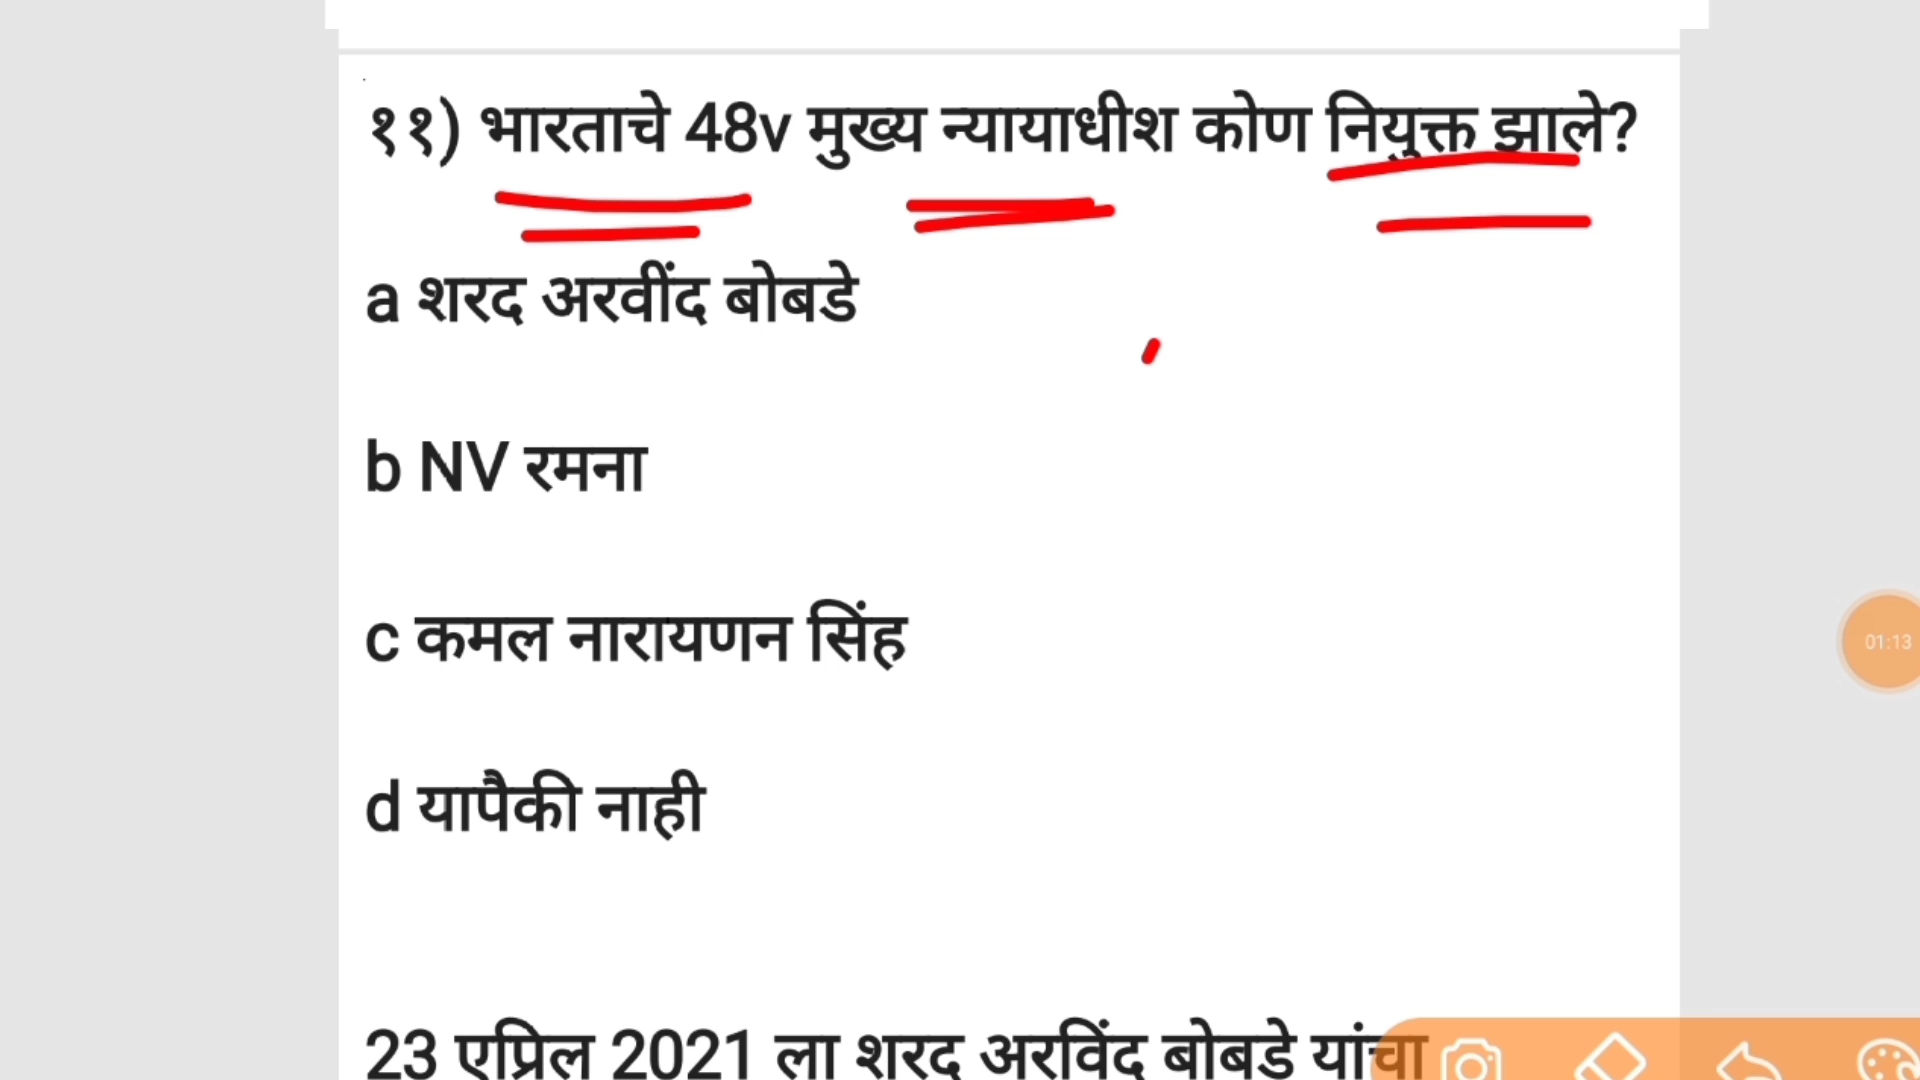 ११) भारताचे 48v मुख्य न्यायाधीश कोण नियुक्त झाले?
a शरद अरवींद बोबडे
b NV रमना
c कमल नारायणन सिंह
01:13
d यापैकी नाही
23 एप्रिल 2021 ला शरद अरविंद बोबडे यांचा